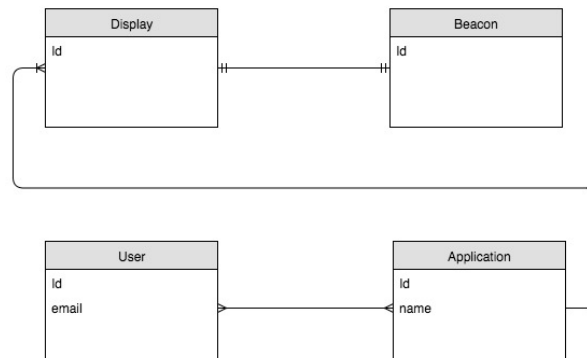 Display
Id
Beacon
Id
User
Id
email
Application
Id
name